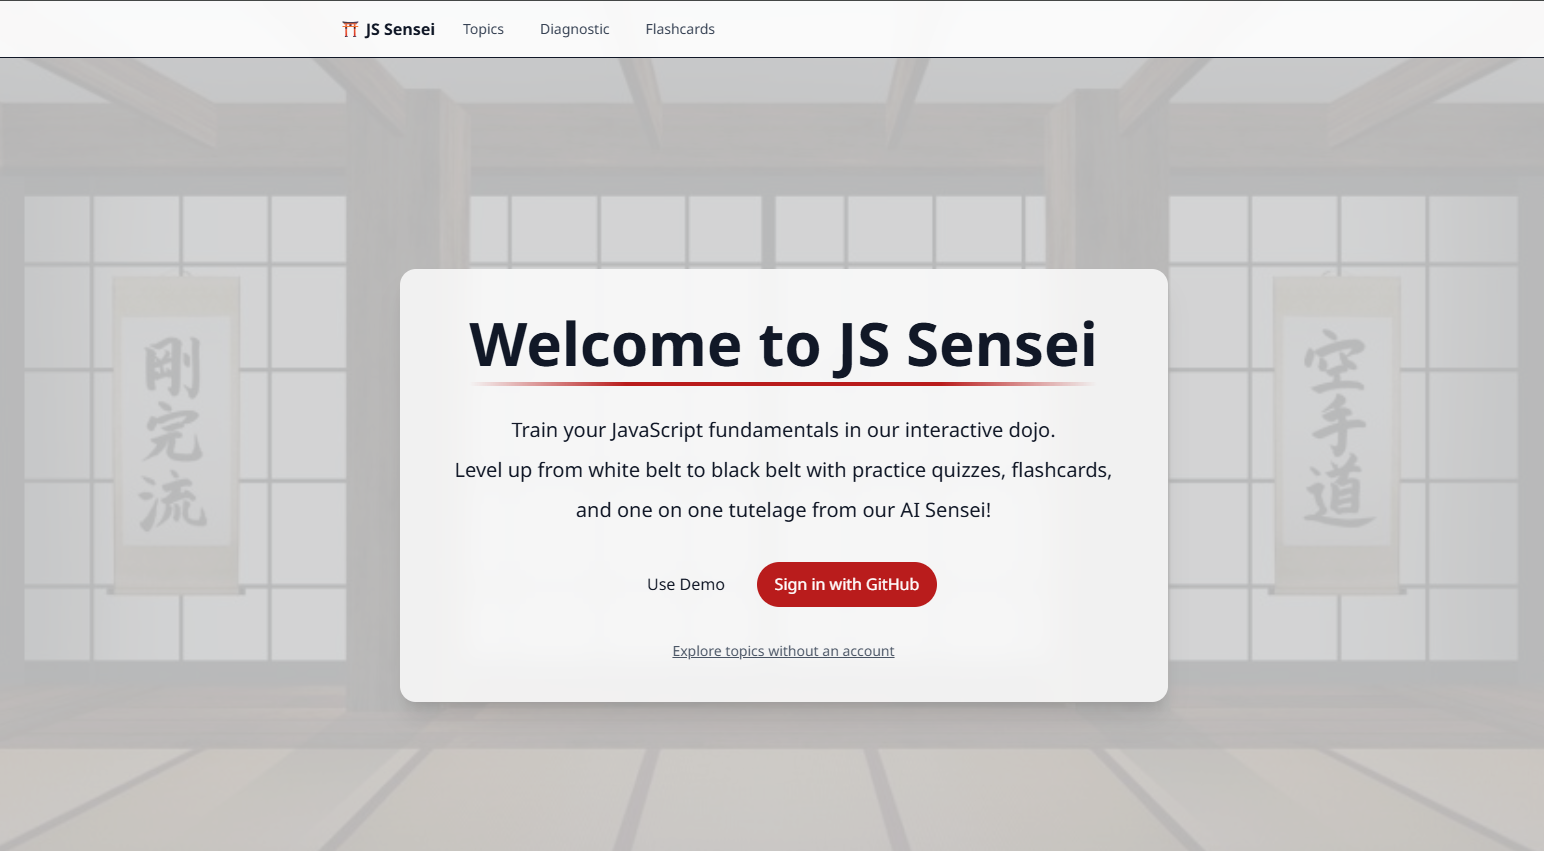 JS Sensei
Topics
Diagnostic
Flashcards
剛完流
空手道
Welcome to JS Sensei
Train your JavaScript fundamentals in our interactive dojo.
Level up from white belt to black belt with practice quizzes, flashcards,
and one on one tutelage from our AI Sensei!
Use Demo
Sign in with GitHub
Explore topics without an account